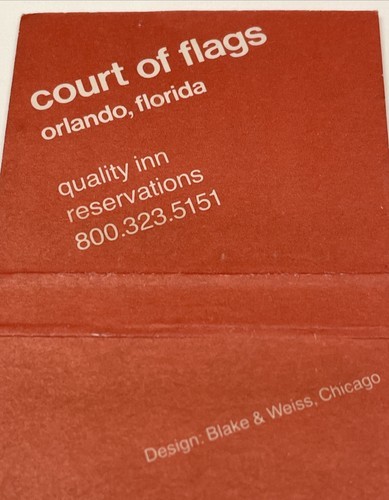 court of flags
orlando, florida
quality inn
reservations
800.323.5151
Design: Blake & Weiss, Chicago